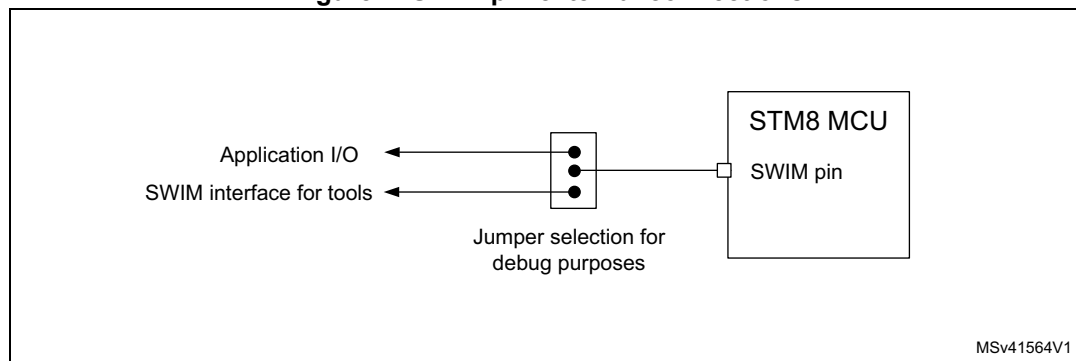 STM8 MCU
Application I/O
SWIM pin
SWIM interface for tools
Jumper selection for
debug purposes
MSv41564V1